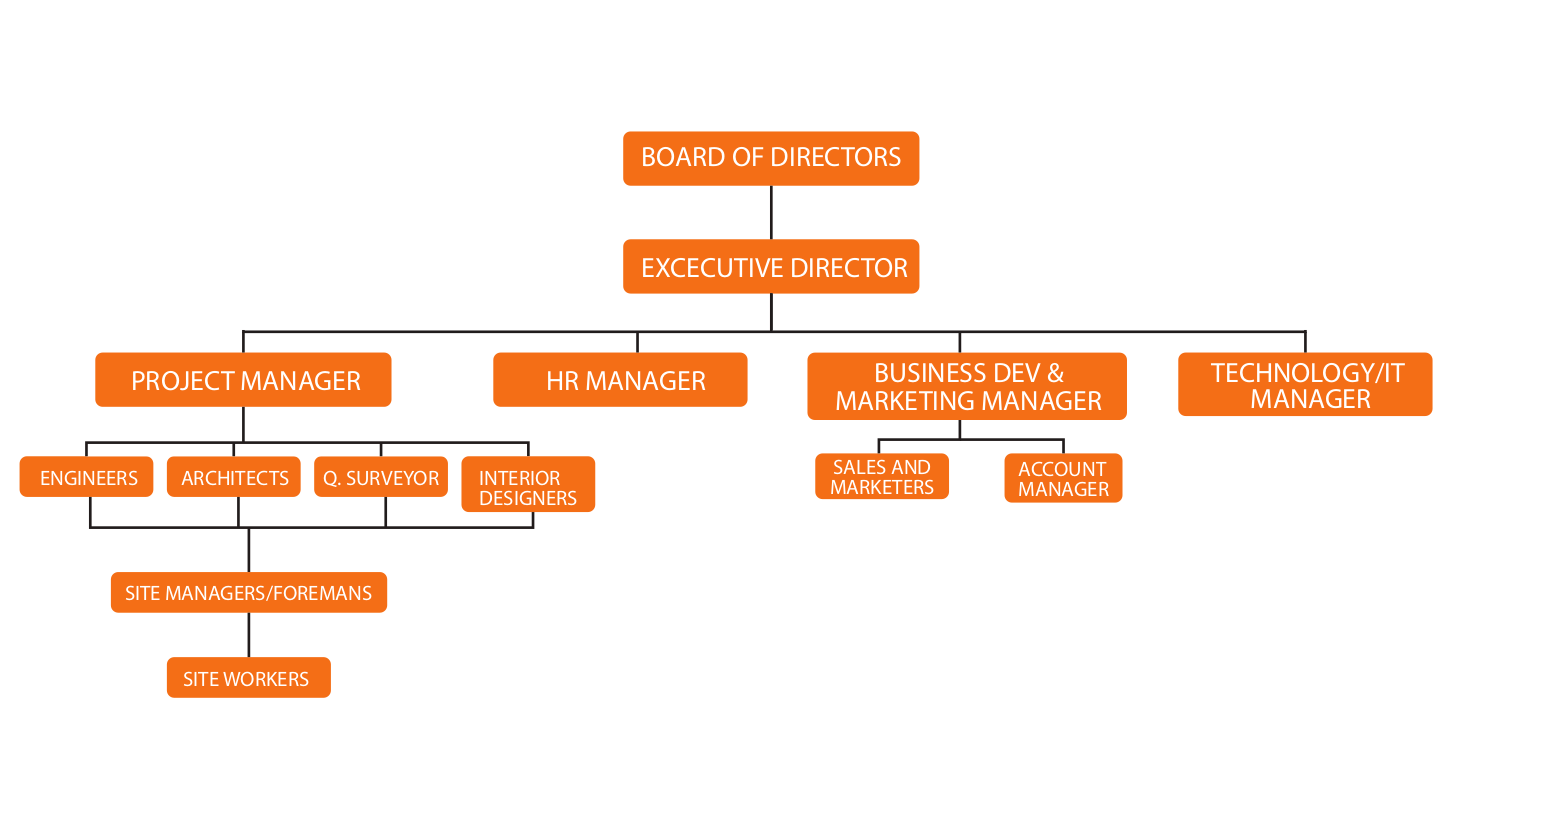 BOARD OF DIRECTORS
EXCECUTIVE DIRECTOR
PROJECT MANAGER
HR MANAGER
BUSINESS DEV &
MARKETING MANAGER
TECHNOLOGY/IT
MANAGER
ENGINEERS
ARCHITECTS
Q. SURVEYOR
INTERIOR
DESIGNERS
SALES AND
MARKETERS
ACCOUNT
MANAGER
SITE MANAGERS/FOREMANS
SITE WORKERS